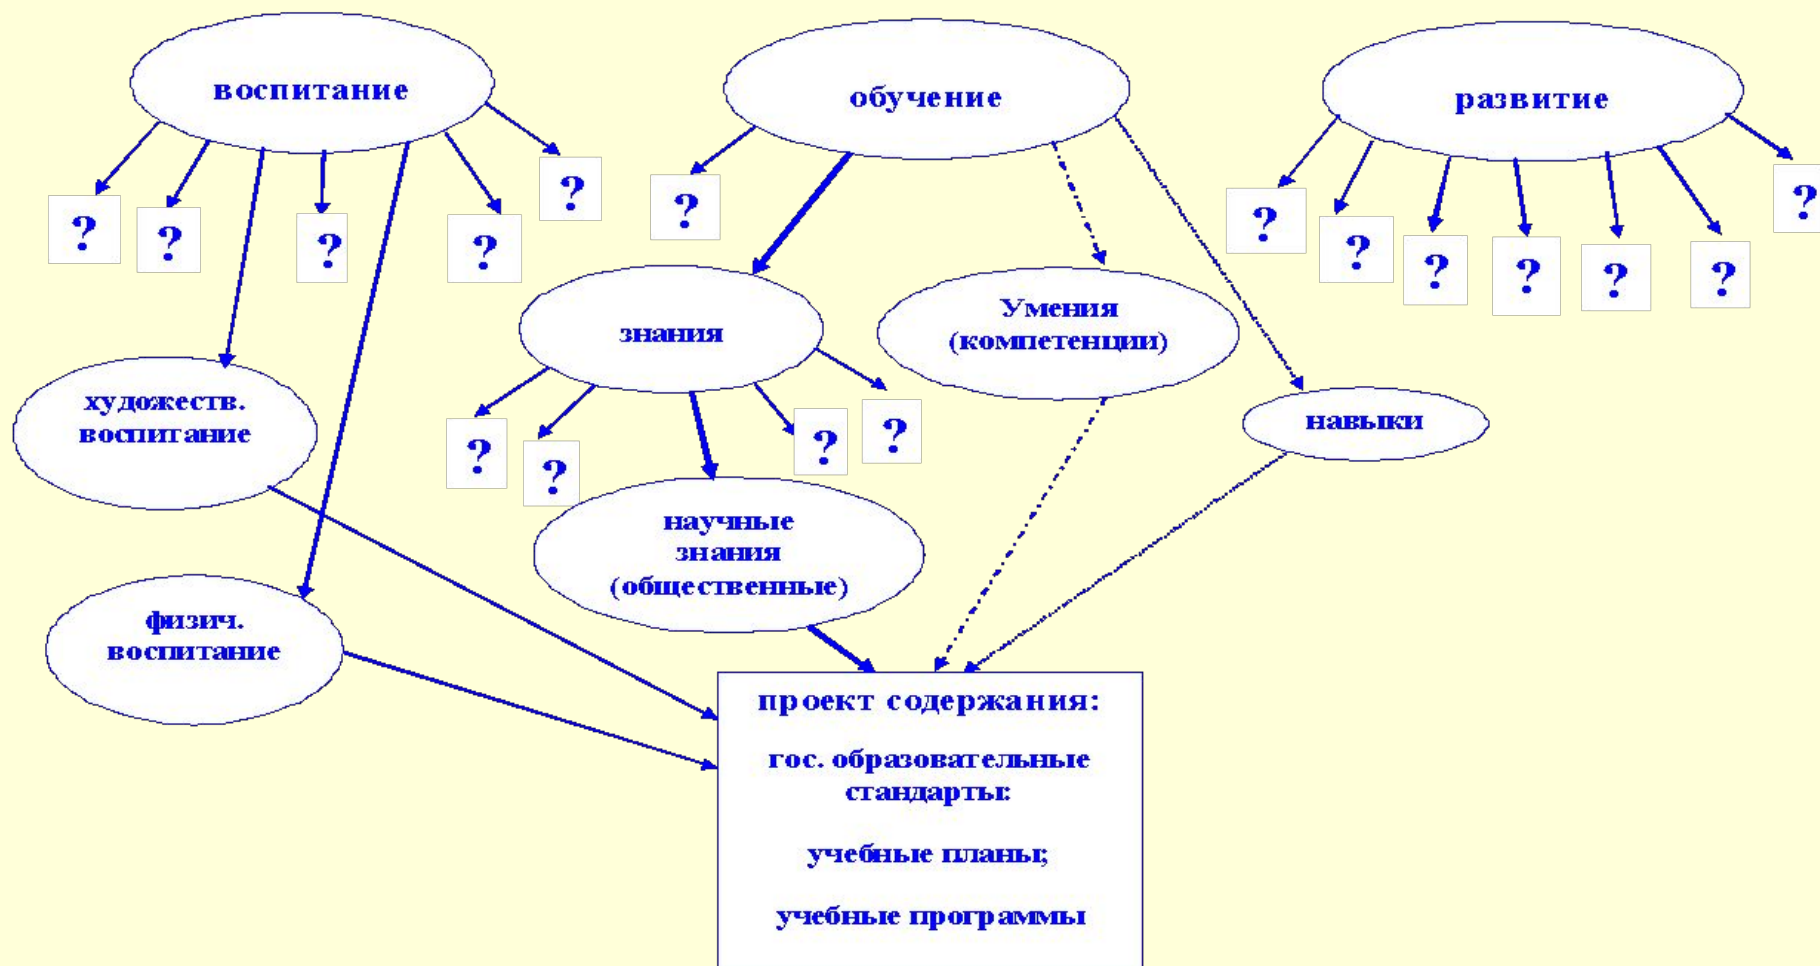 воспитание
обучение
развитие
?
?
?
?
?
?
?
?
?
?
?
?
?
знания
Умения
(компетенции)
художеств.
воспитание
навыки
?
?
?
?
научные
знания
(общественные)
физич.
воспитание
проект содержания:
гос. образовательные
стандарты:
учебные планы;
учебные программы